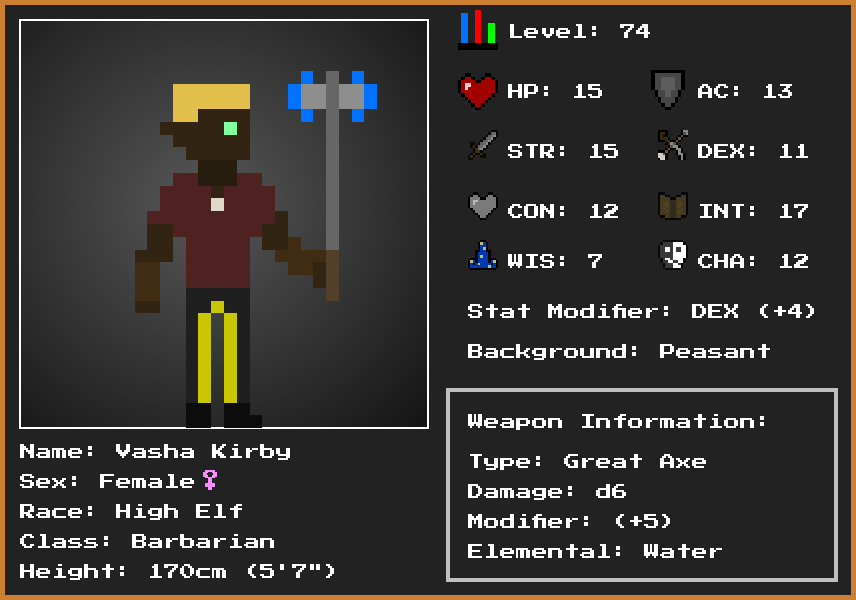 Level: 74
HP: 15
AC: 13
STR: 15
DEX: 11
CON: 12
INT: 17
WIS: 7
CHA: 12
Stat Modifier: DEX (+4)
Background: Peasant
Weapon Information:
Type: Great Axe
Damage: d6
Modifier: (+5)
Elemental: Water
Name: Vasha Kirby
Sex: Female♀
Race: High Elf
Class: Barbarian
Height: 170cm (5'7")